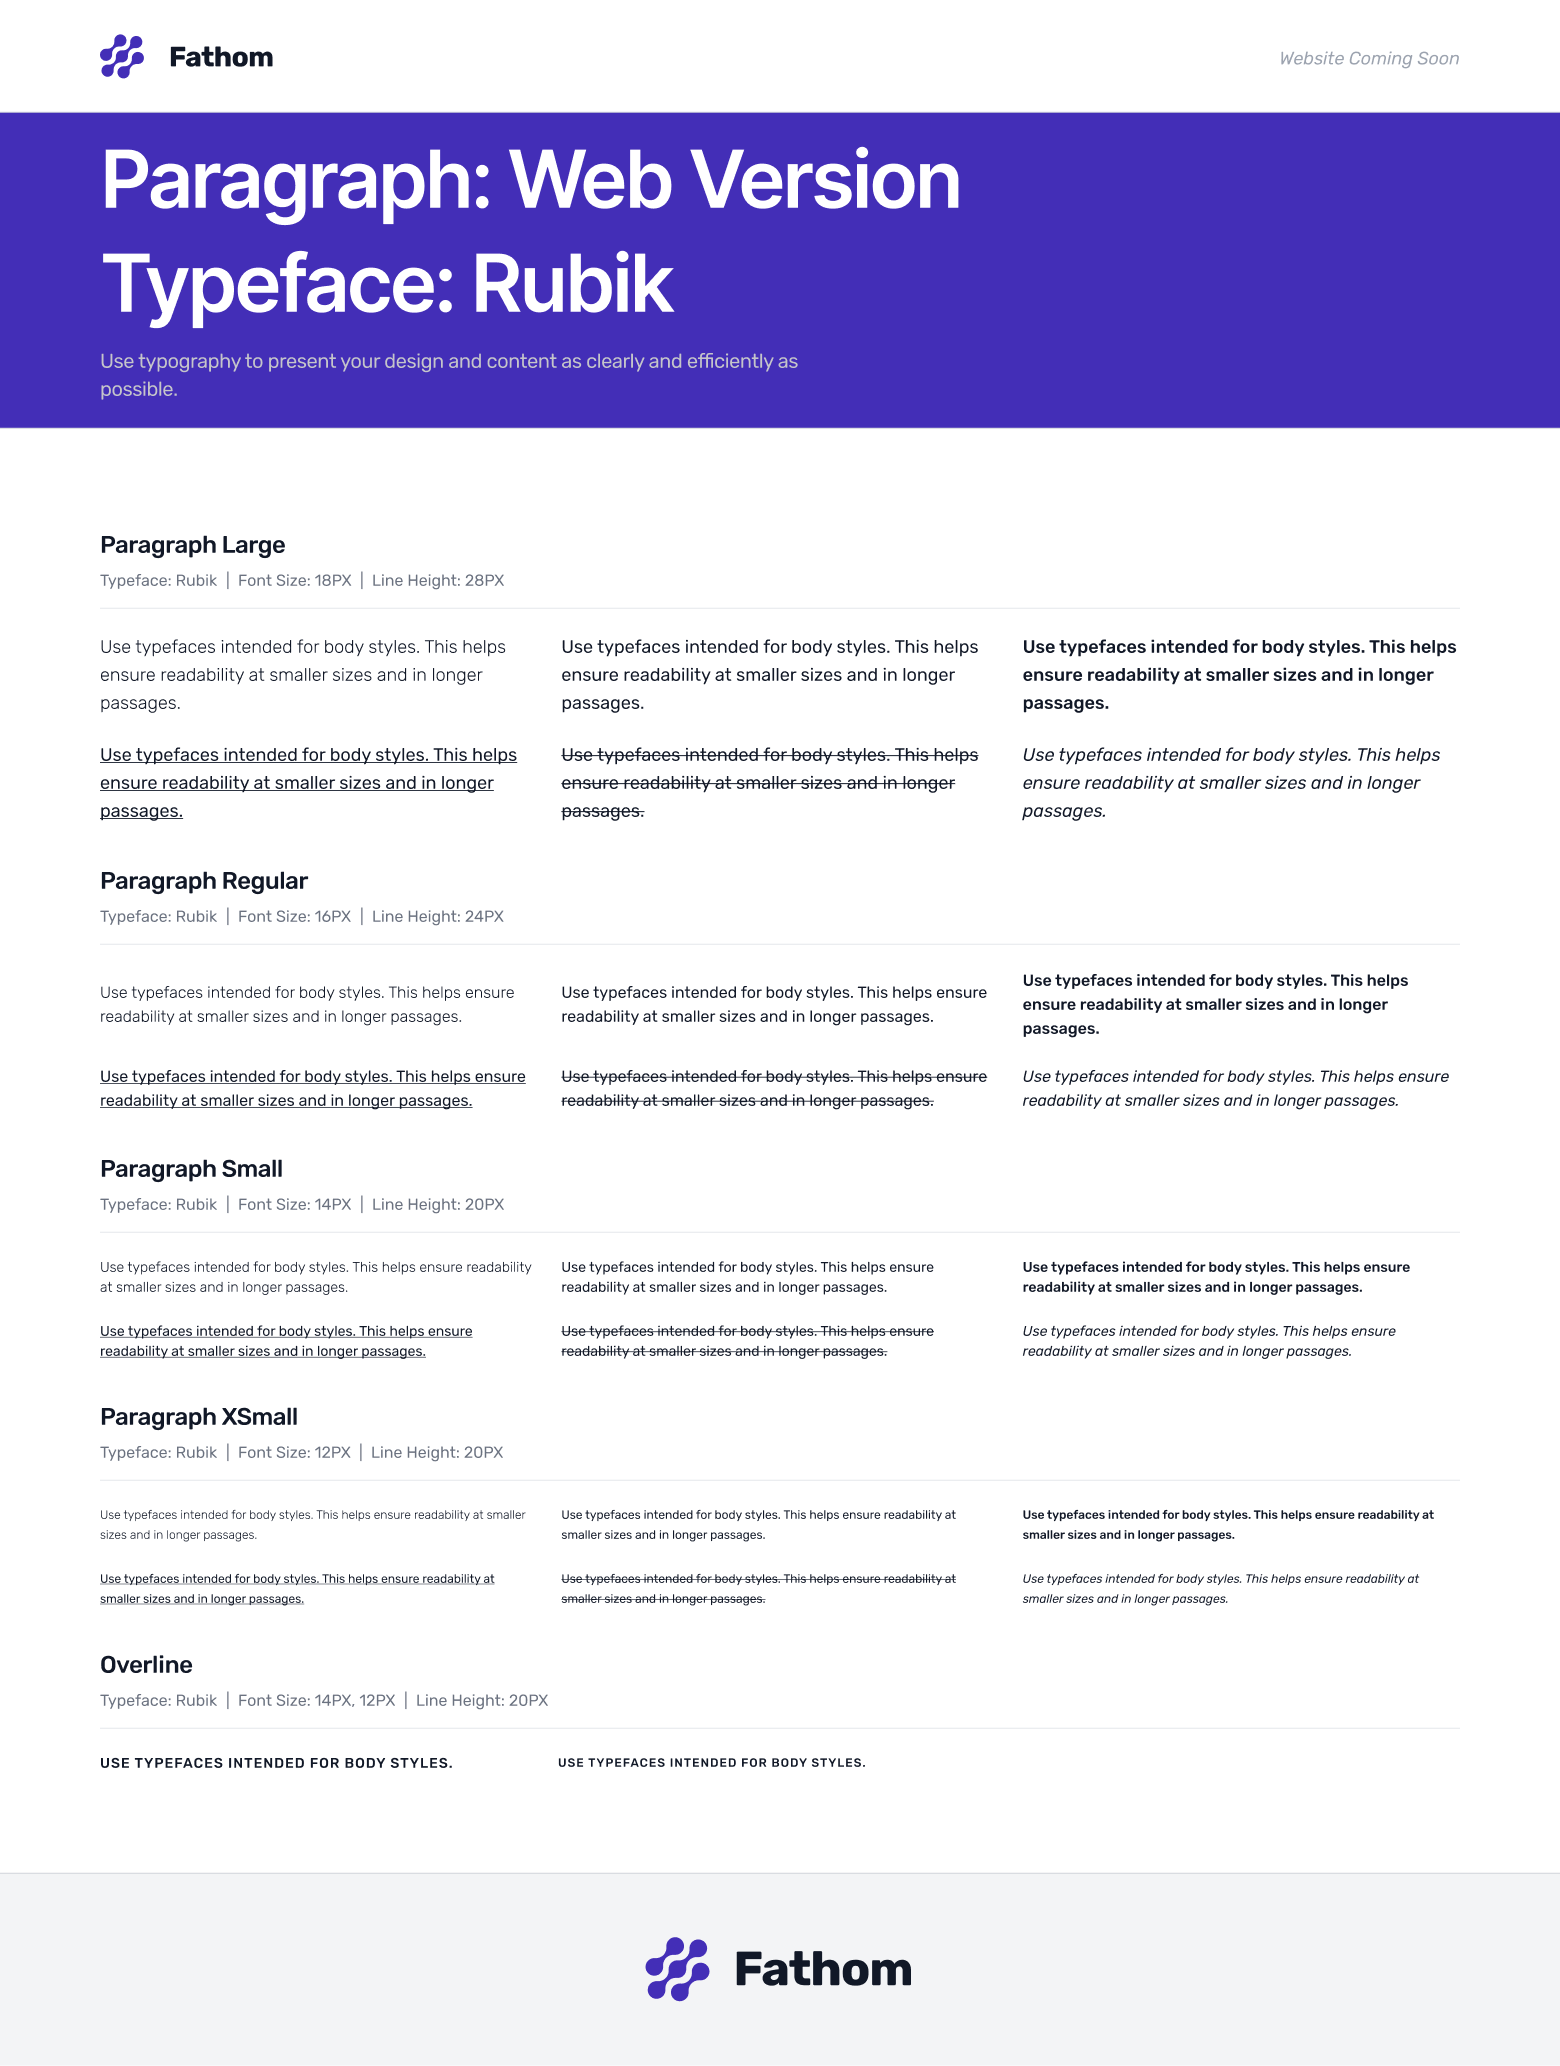 Fathom
Website Coming Soon
Paragraph: Web Version
Typeface: Rubik
Use typography to present your design and content as clearly and efficiently as
possible.
Paragraph Large
Typeface: Rubik | Font Size: 18PX | Line Height: 28PX
Use typefaces intended for body styles. This helps
ensure readability at smaller sizes and in longer
passages.
Use typefaces intended for body styles. This helps
ensure readability at smaller sizes and in longer
passages.
Use typefaces intended for body styles. This helps
ensure readability at smaller sizes and in longer
passages.
Use typefaces intended for body styles. This helps
ensure readability at smaller sizes and in longer
passages.
Use typefaces intended for body styles. This helps
ensure readability at smaller sizes and in longer
passages.
Use typefaces intended for body styles. This helps
ensure readability at smaller sizes and in longer
passages.
Paragraph Regular
Typeface: Rubik | Font Size: 16PX | Line Height: 24PX
Use typefaces intended for body styles. This helps ensure
readability at smaller sizes and in longer passages.
Use typefaces intended for body styles. This helps ensure
readability at smaller sizes and in longer passages.
Use typefaces intended for body styles. This helps
ensure readability at smaller sizes and in longer
passages.
Use typefaces intended for body styles. This helps ensure
readability at smaller sizes and in longer passages.
Use typefaces intended for body styles. This helps ensure
readability at smaller sizes and in longer passages.
Use typefaces intended for body styles. This helps ensure
readability at smaller sizes and in longer passages.
Paragraph Small
Typeface: Rubik | Font Size: 14PX | Line Height: 20PX
Use typefaces intended for body styles. This helps ensure readability
at smaller sizes and in longer passages.
Use typefaces intended for body styles. This helps ensure
readability at smaller sizes and in longer passages.
Use typefaces intended for body styles. This helps ensure
readability at smaller sizes and in longer passages.
Use typefaces intended for body styles. This helps ensure
readability at smaller sizes and in longer passages.
Use typefaces intended for body styles. This helps ensure
readability at smaller sizes and in longer passages.
Use typefaces intended for body styles. This helps ensure
readability at smaller sizes and in longer passages.
Paragraph XSmall
Typeface: Rubik | Font Size: 12PX | Line Height: 20PX
Use typefaces intended for body styles. This helps ensure readability at smaller
sizes and in longer passages.
Use typefaces intended for body styles. This helps ensure readability at
smaller sizes and in longer passages.
Use typefaces intended for body styles. This helps ensure readability at
smaller sizes and in longer passages.
Use typefaces intended for body styles. This helps ensure readability at
smaller sizes and in longer passages.
Use typefaces intended for body styles. This helps ensure readability at
smaller sizes and in longer passages.
Use typefaces intended for body styles. This helps ensure readability at
smaller sizes and in longer passages.
Overline
Typeface: Rubik | Font Size: 14PX, 12PX | Line Height: 20PX
USE TYPEFACES INTENDED FOR BODY STYLES.
USE TYPEFACES INTENDED FOR BODY STYLES.
Fathom